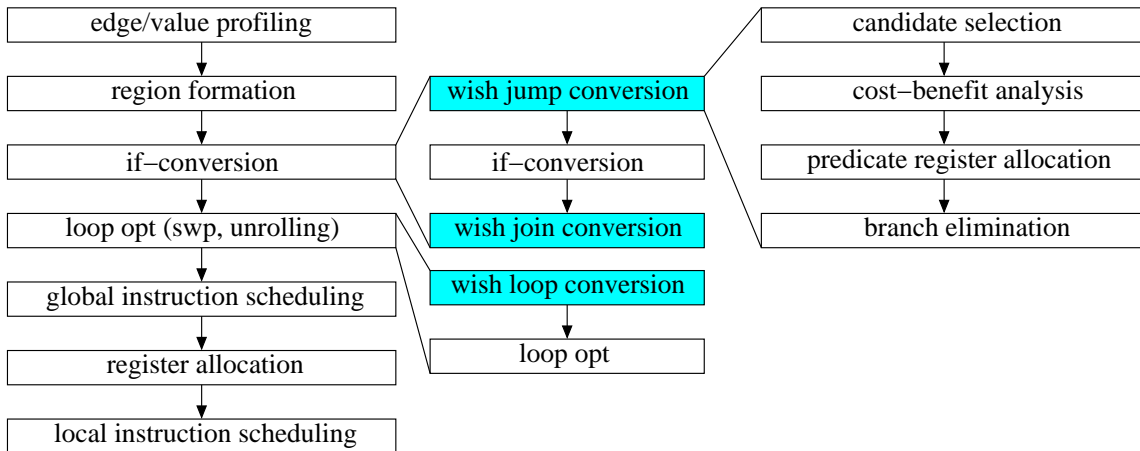 edge/value profiling
region formation
if−conversion
loop opt (swp, unrolling)
global instruction scheduling
register allocation
local instruction scheduling
wish jump conversion
if−conversion
wish join conversion
wish loop conversion
loop opt
candidate selection
cost−benefit analysis
predicate register allocation
branch elimination